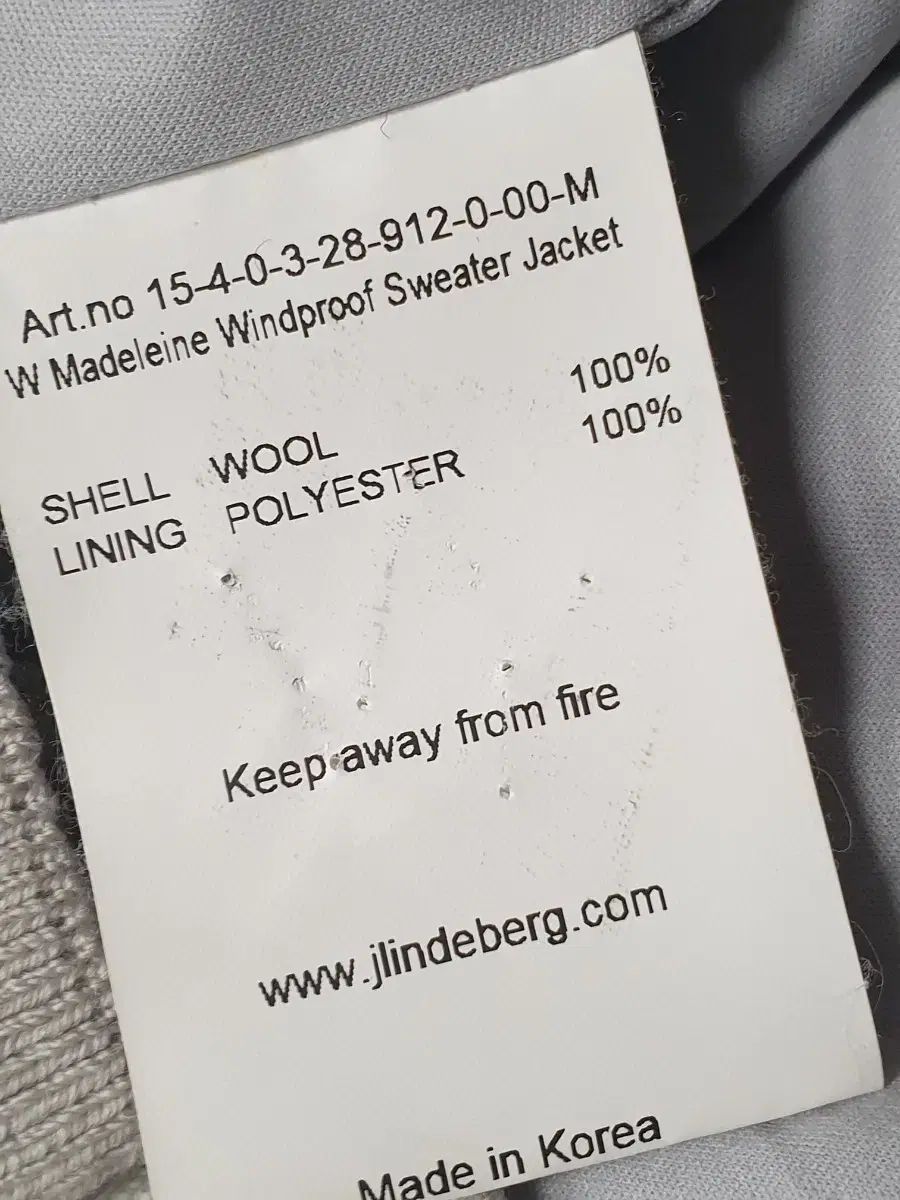 Art.no 15-4-0-3-28-912-0-00-M
W Madeleine Windproof Sweater Jacket
SHELL WOOL 100%
LINING POLYESTER 100%
Keep away from fire
www.jlindeberg.com
Made in Korea